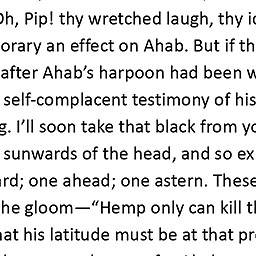 Oh, Pip! thy wretched laugh, thy i
orary an effect on Ahab. But if th
after Ahab’s harpoon had been w
self-complacent testimony of his
g. I’ll soon take that black from yo
sunwards of the head, and so ex
ard; one ahead; one astern. These
he gloom—“Hemp only can kill th
hat his latitude must be at that pr